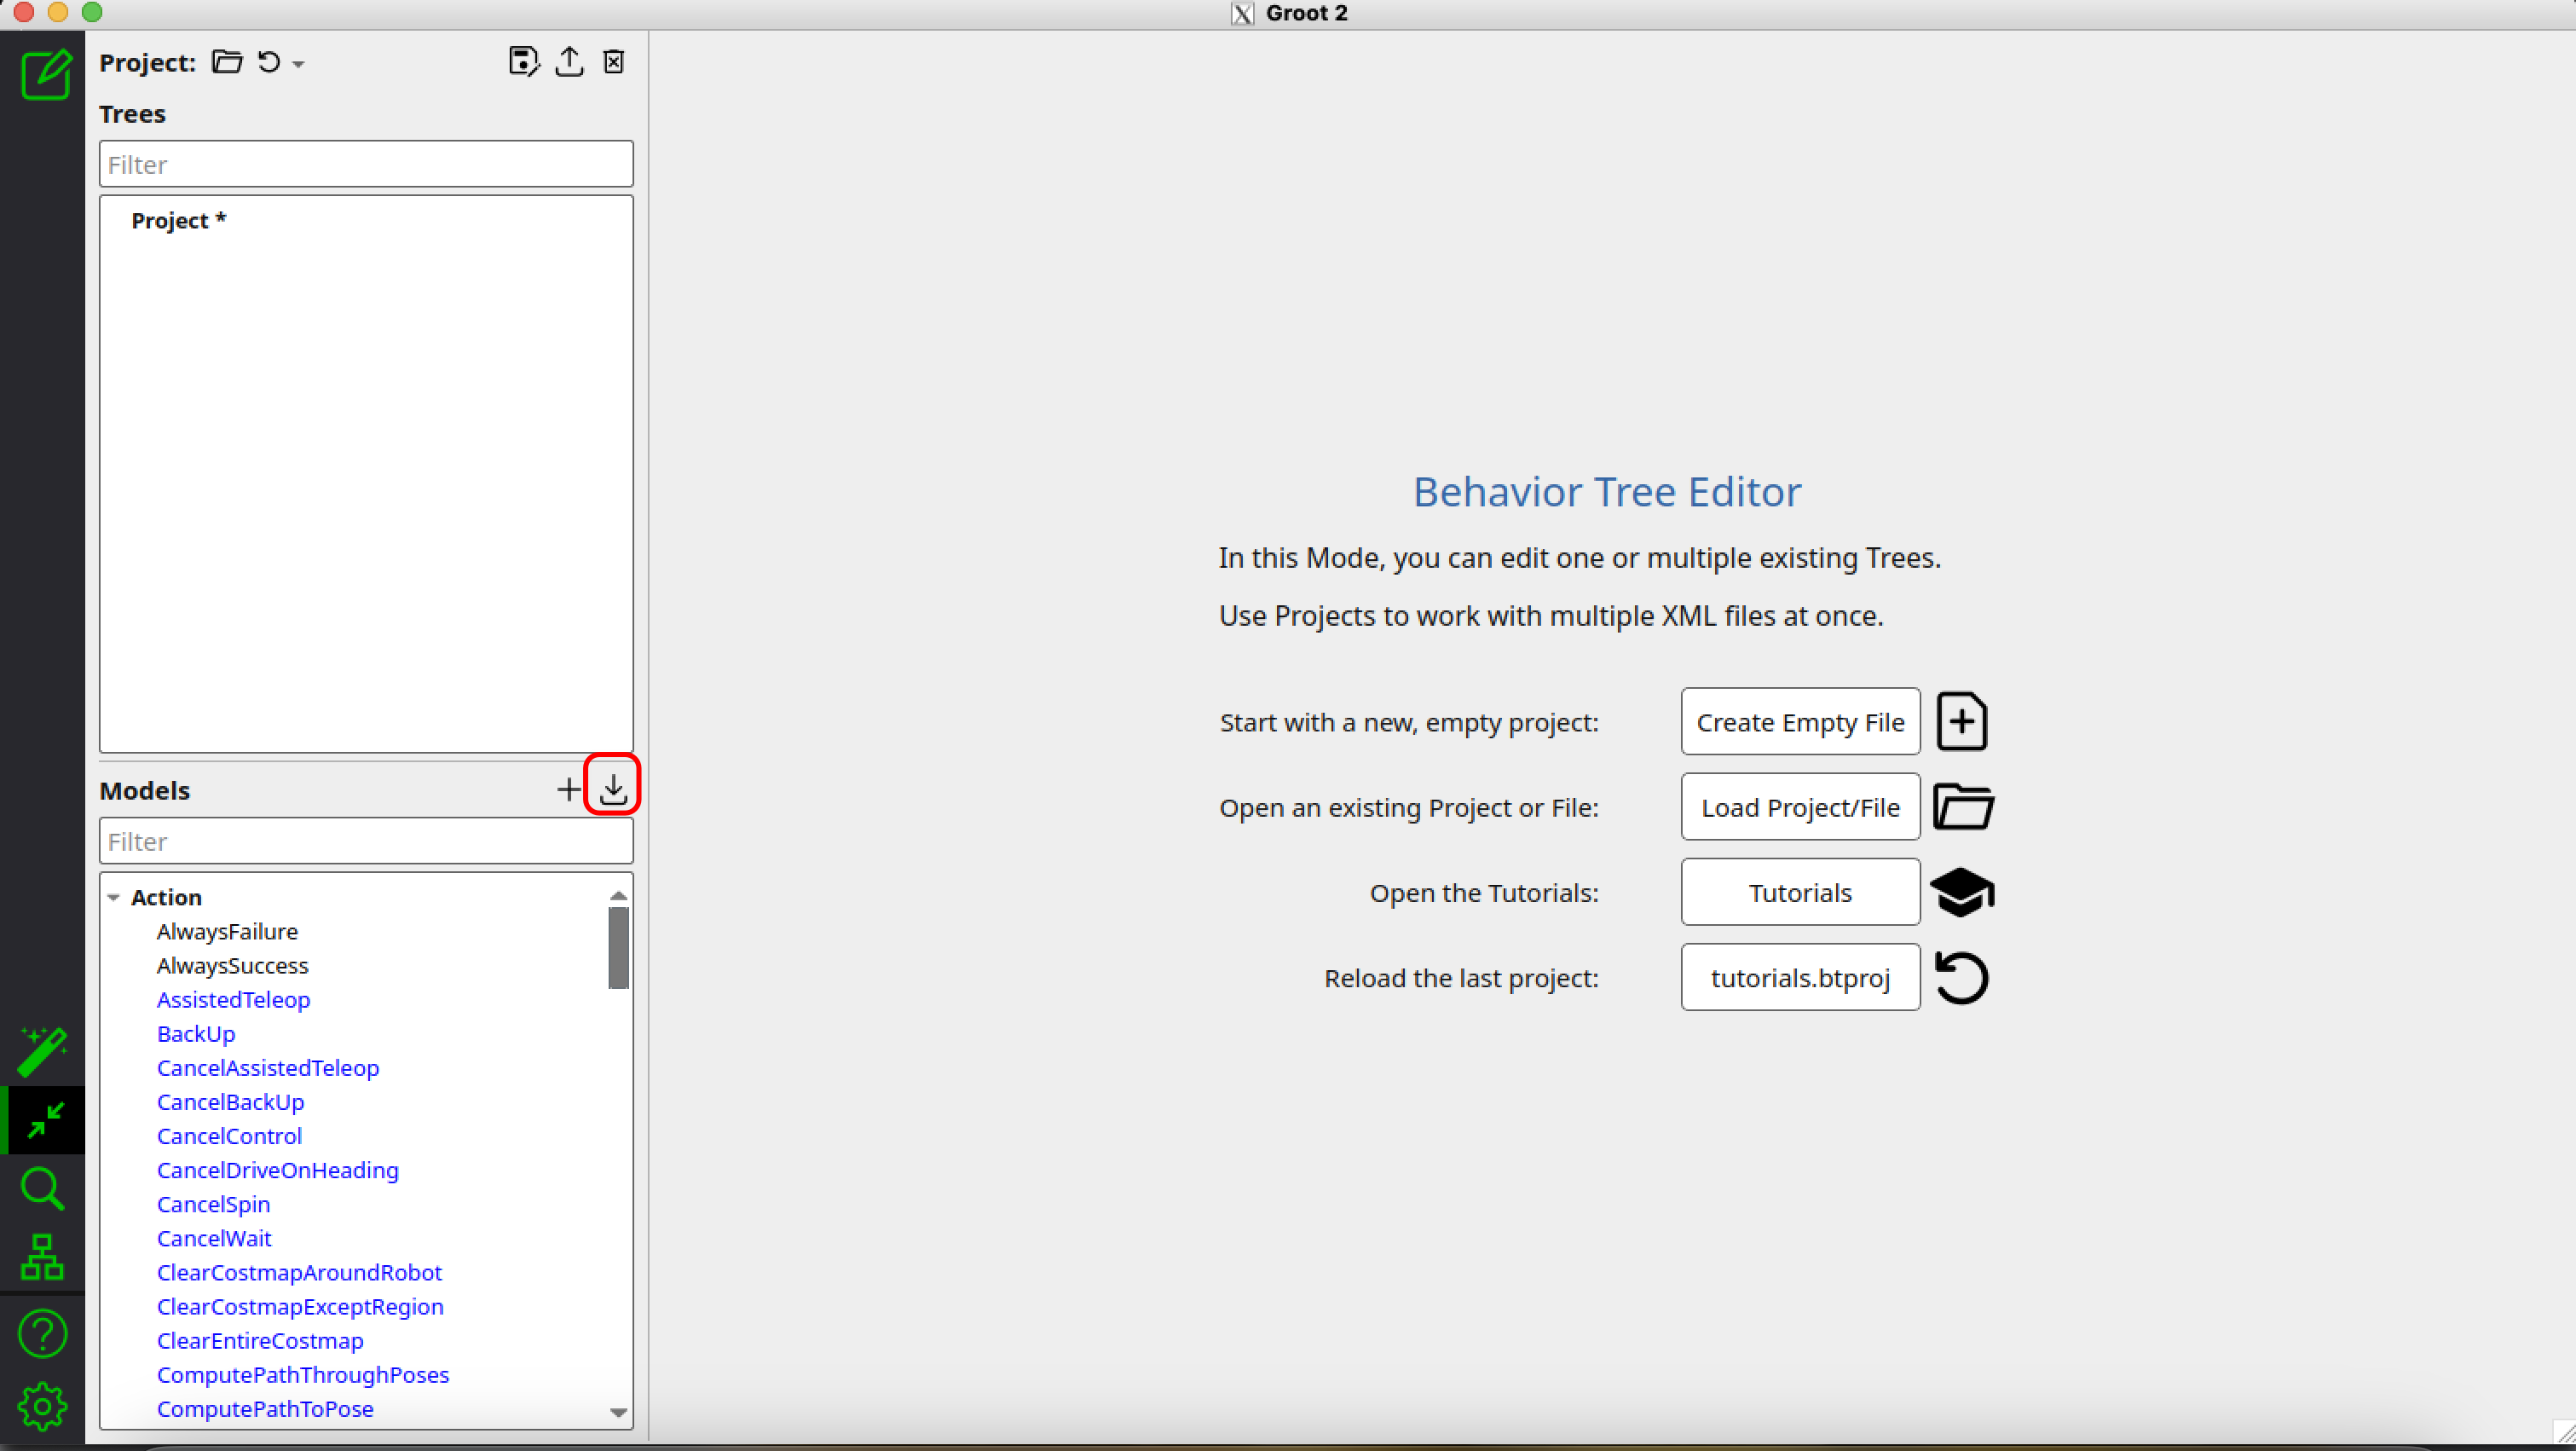 Groot 2
Project:
Trees
Filter
Project *
Models
Filter
Action
AlwaysFailure
AlwaysSuccess
AssistedTeleop
BackUp
CancelAssistedTeleop
CancelBackUp
CancelControl
CancelDriveOnHeading
CancelSpin
CancelWait
ClearCostmapAroundRobot
ClearCostmapExceptRegion
ClearEntireCostmap
ComputePathThroughPoses
ComputePathToPose
Behavior Tree Editor
In this Mode, you can edit one or multiple existing Trees.
Use Projects to work with multiple XML files at once.
Start with a new, empty project: Create Empty File
Open an existing Project or File: Load Project/File
Open the Tutorials: Tutorials
Reload the last project: tutorials.btproj